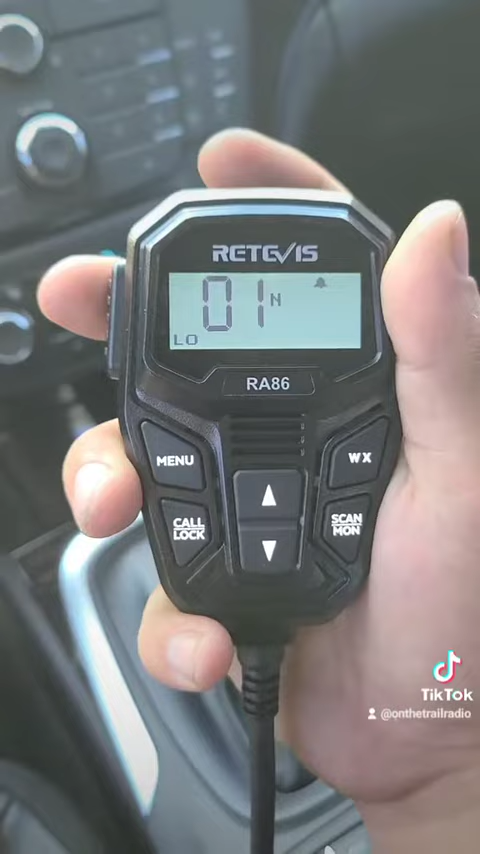 RETEVIS
01 N
LO
RA86
MENU
WX
CALL
LOCK
SCAN
MON
TikTok
@onthetrailradio